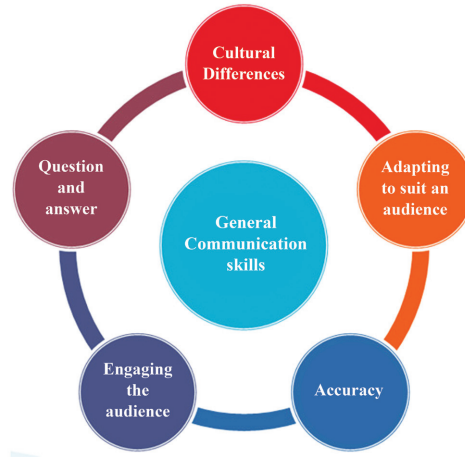 Cultural
Differences
Adapting
to suit an
audience
Accuracy
Engaging
the
audience
Question
and
answer
General
Communication
skills